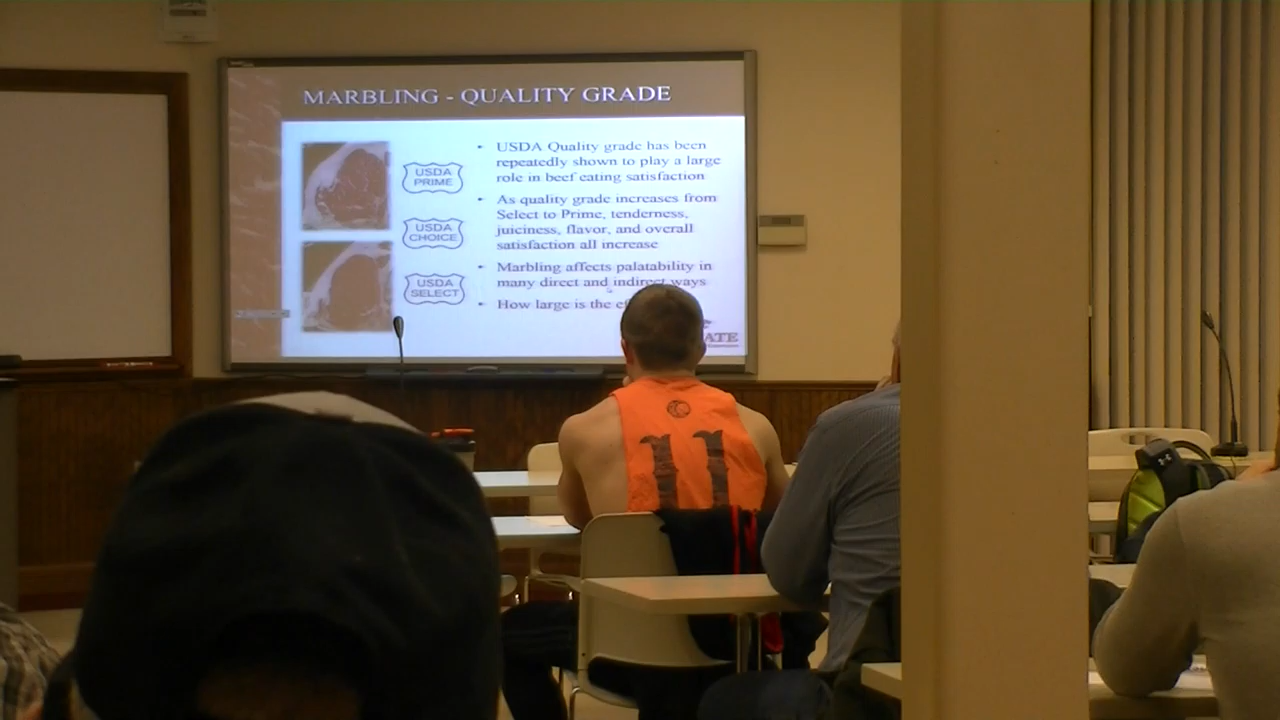 MARBLING - QUALITY GRADE
USDA
PRIME
USDA
CHOICE
USDA
SELECT
• USDA Quality grade has been
repeatedly shown to play a large
role in beef eating satisfaction
• As quality grade increases from
Select to Prime, tenderness,
juiciness, flavor, and overall
satisfaction all increase
• Marbling affects palatability in
many direct and indirect ways
• How large is the
ATE
11